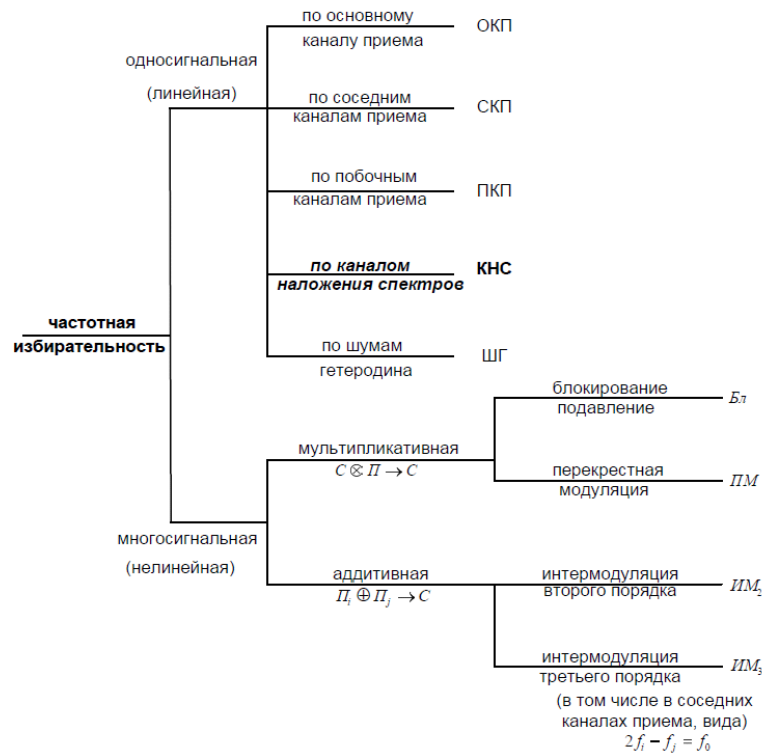 частотная
избирательность
односигнальная
(линейная)
по основному
каналу приема
ОКП
по соседним
каналам приема
СКП
по побочным
каналам приема
ПКП
по каналом
наложения спектров
КНС
по шумам
гетеродина
ШГ
многосигнальная
(нелинейная)
мультипликативная
С ⊗ П → С
блокирование
подавление
Бл
перекрестная
модуляция
ПМ
аддитивная
Пᵢ ⊕ Пⱼ → С
интермодуляция
второго порядка
ИМ₂
интермодуляция
третьего порядка
ИМ₃
(в том числе в соседних
каналах приема, вида)
2fᵢ − fⱼ = f₀